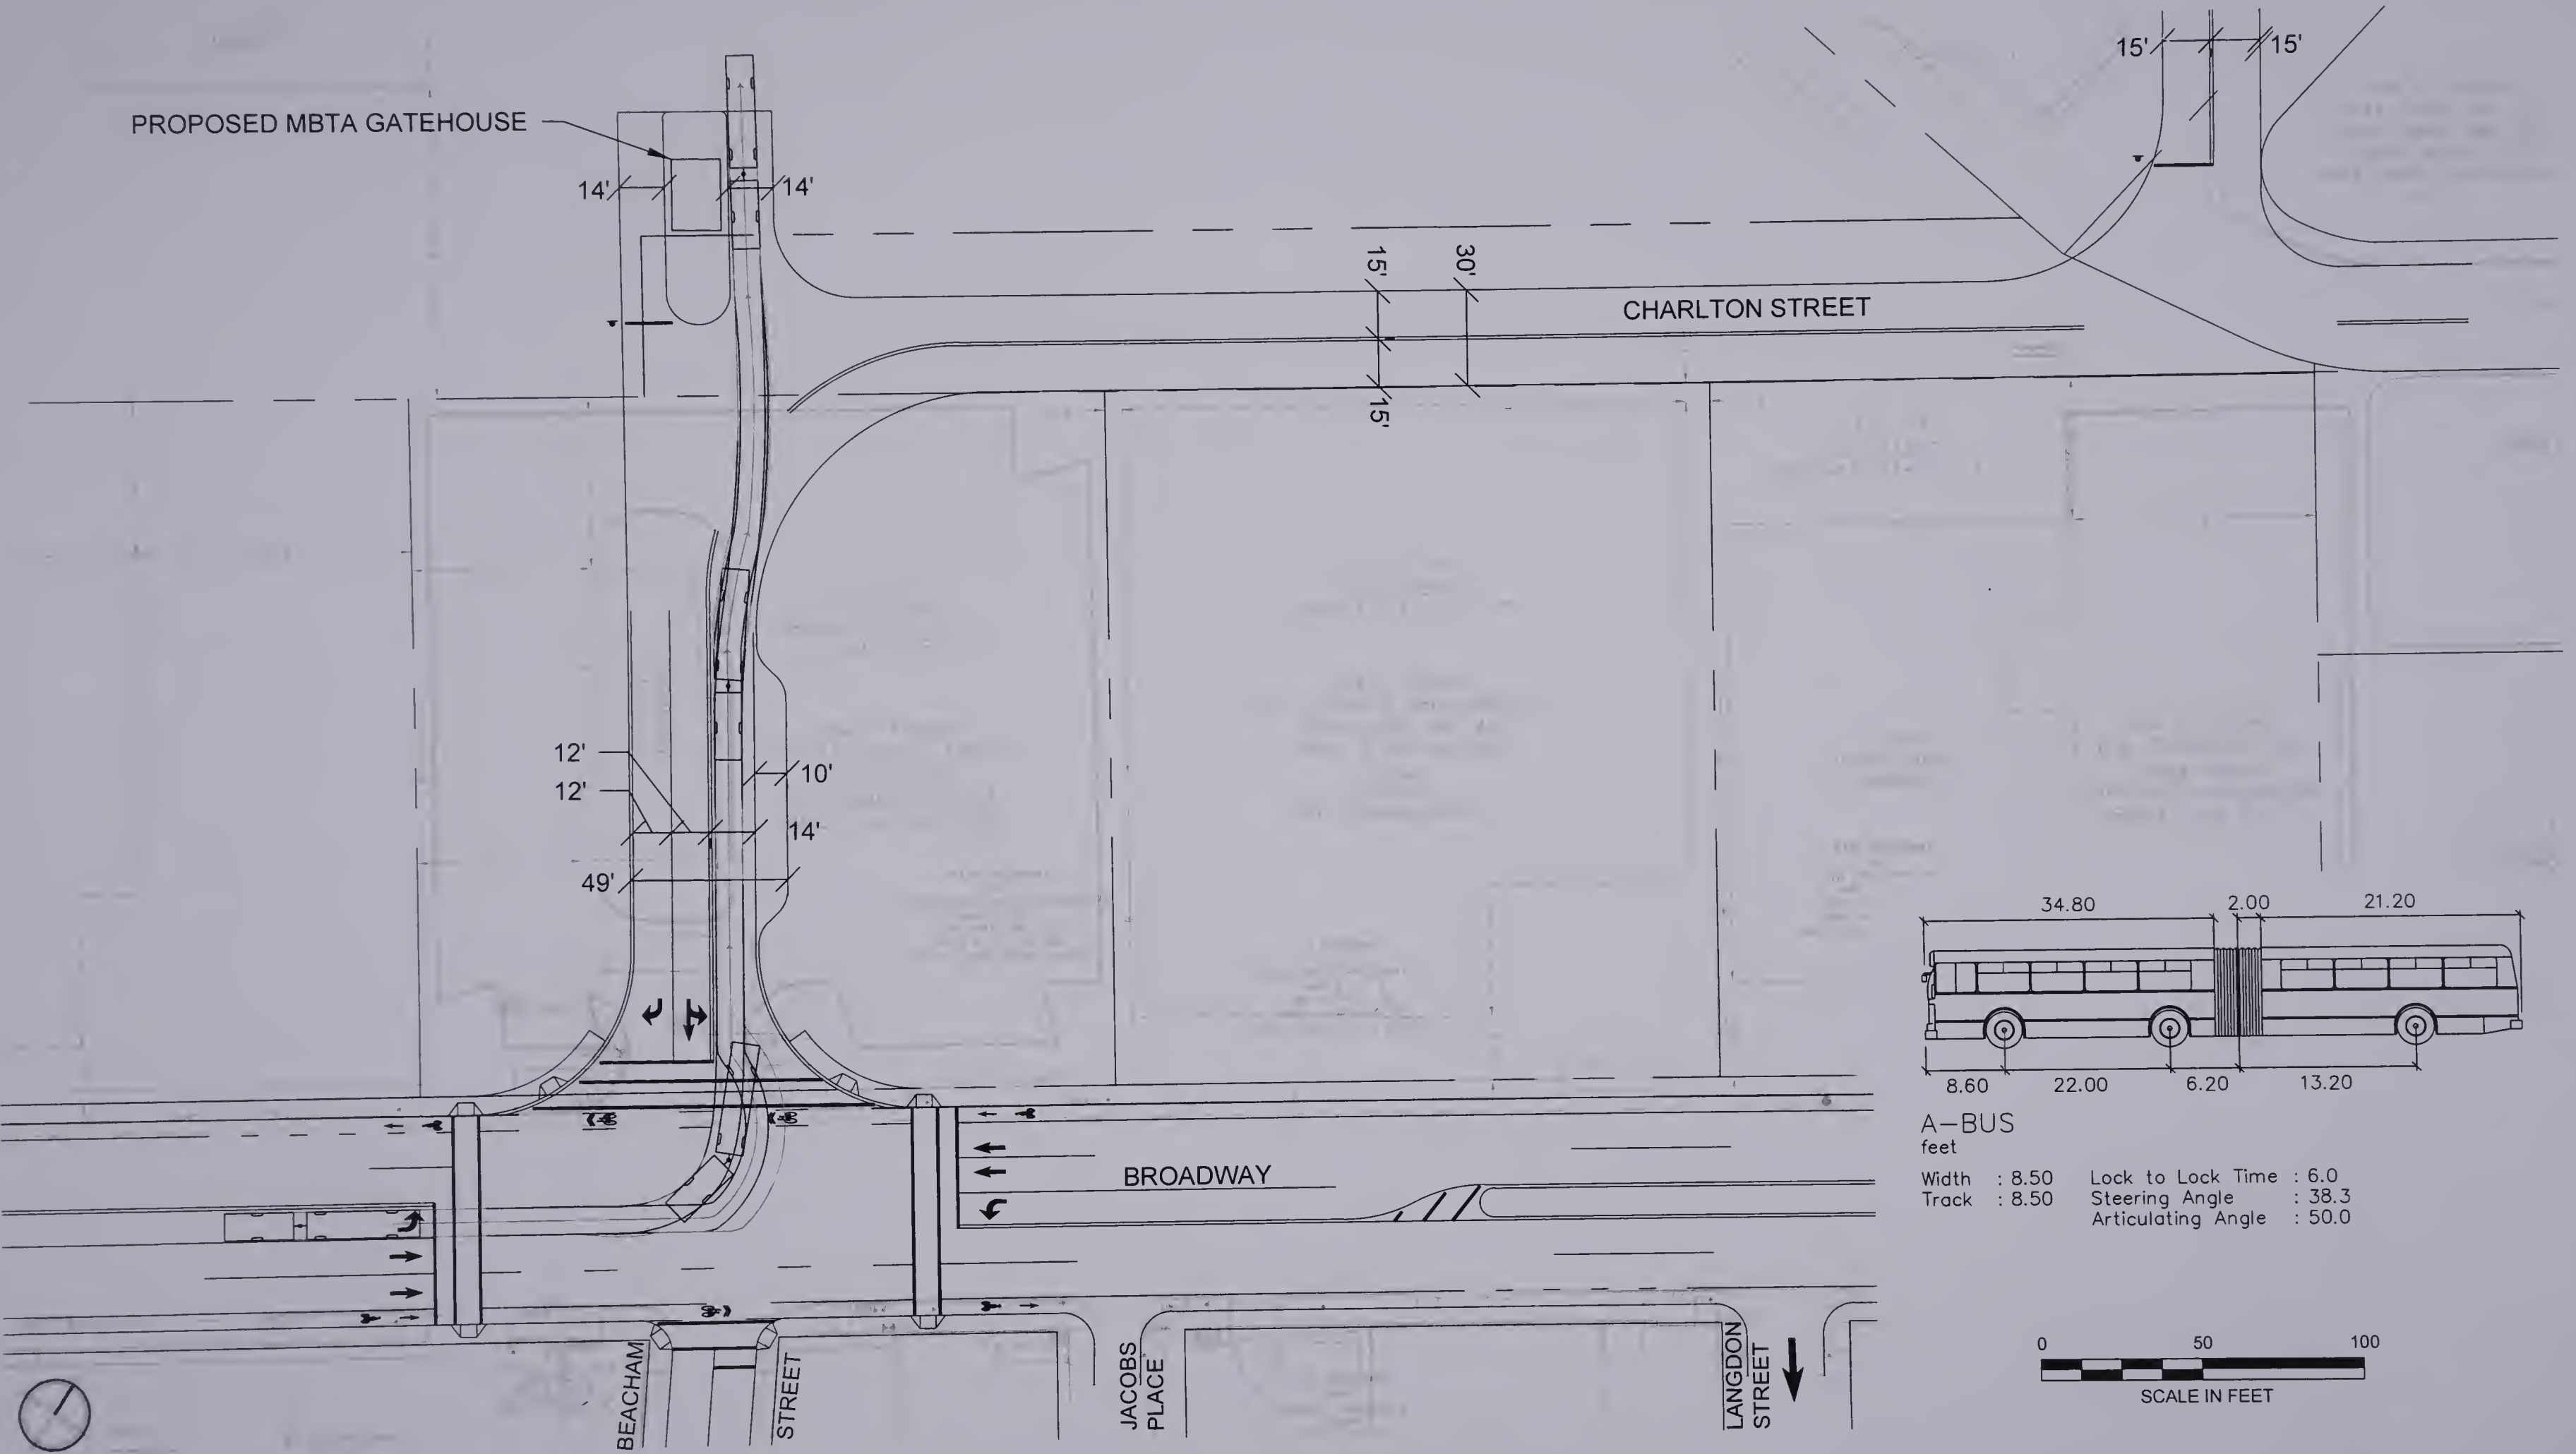 15'
15'
PROPOSED MBTA GATEHOUSE
14'
14'
15'
30'
CHARLTON STREET
15'
12'
10'
12'
14'
49'
34.80
2.00
21.20
8.60
22.00
6.20
13.20
A-BUS
feet
Width : 8.50 Lock to Lock Time : 6.0
Track : 8.50 Steering Angle : 38.3
Articulating Angle : 50.0
BROADWAY
BEACHAM
STREET
JACOBS
PLACE
LANGDON
STREET
0 50 100
SCALE IN FEET